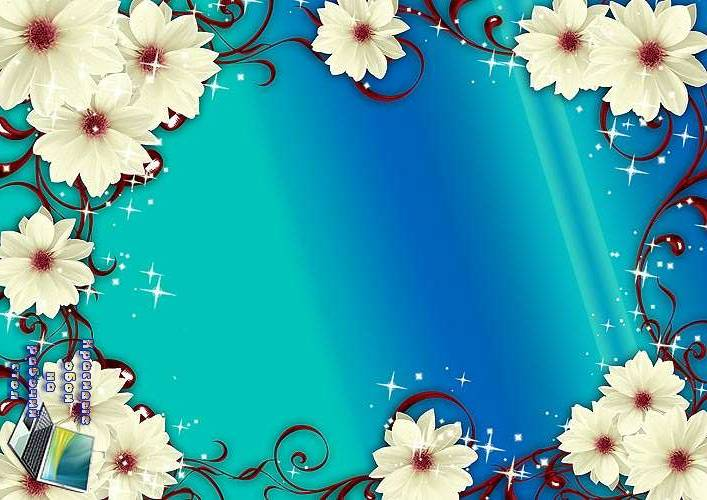 Красивые
обои
на
рабочий
стол